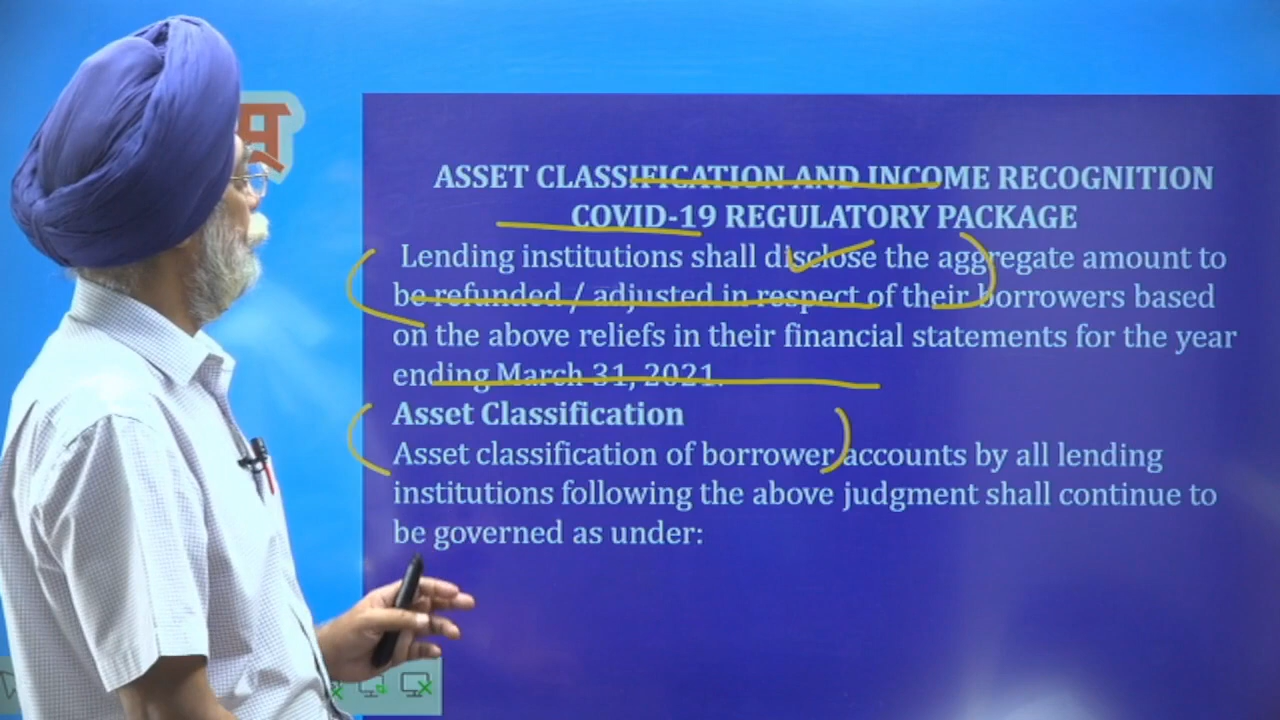 ASSET CLASSIFICATION AND INCOME RECOGNITION
COVID-19 REGULATORY PACKAGE
Lending institutions shall disclose the aggregate amount to
be refunded / adjusted in respect of their borrowers based
on the above reliefs in their financial statements for the year
ending March 31, 2021.
Asset Classification
Asset classification of borrower accounts by all lending
institutions following the above judgment shall continue to
be governed as under: